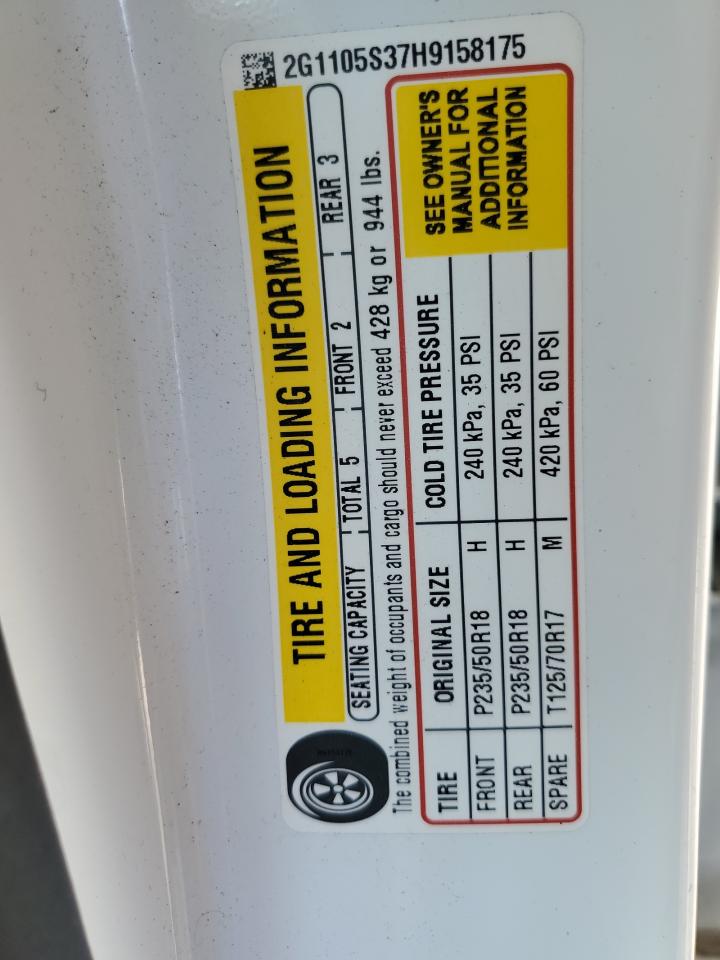 2G1105S37H9158175
TIRE AND LOADING INFORMATION
SEATING CAPACITY TOTAL 5 FRONT 2 REAR 3
The combined weight of occupants and cargo should never exceed 428 kg or 944 lbs.
TIRE ORIGINAL SIZE COLD TIRE PRESSURE
FRONT P235/50R18 H 240 kPa, 35 PSI
REAR P235/50R18 H 240 kPa, 35 PSI
SPARE T125/70R17 M 420 kPa, 60 PSI
SEE OWNER'S
MANUAL FOR
ADDITIONAL
INFORMATION